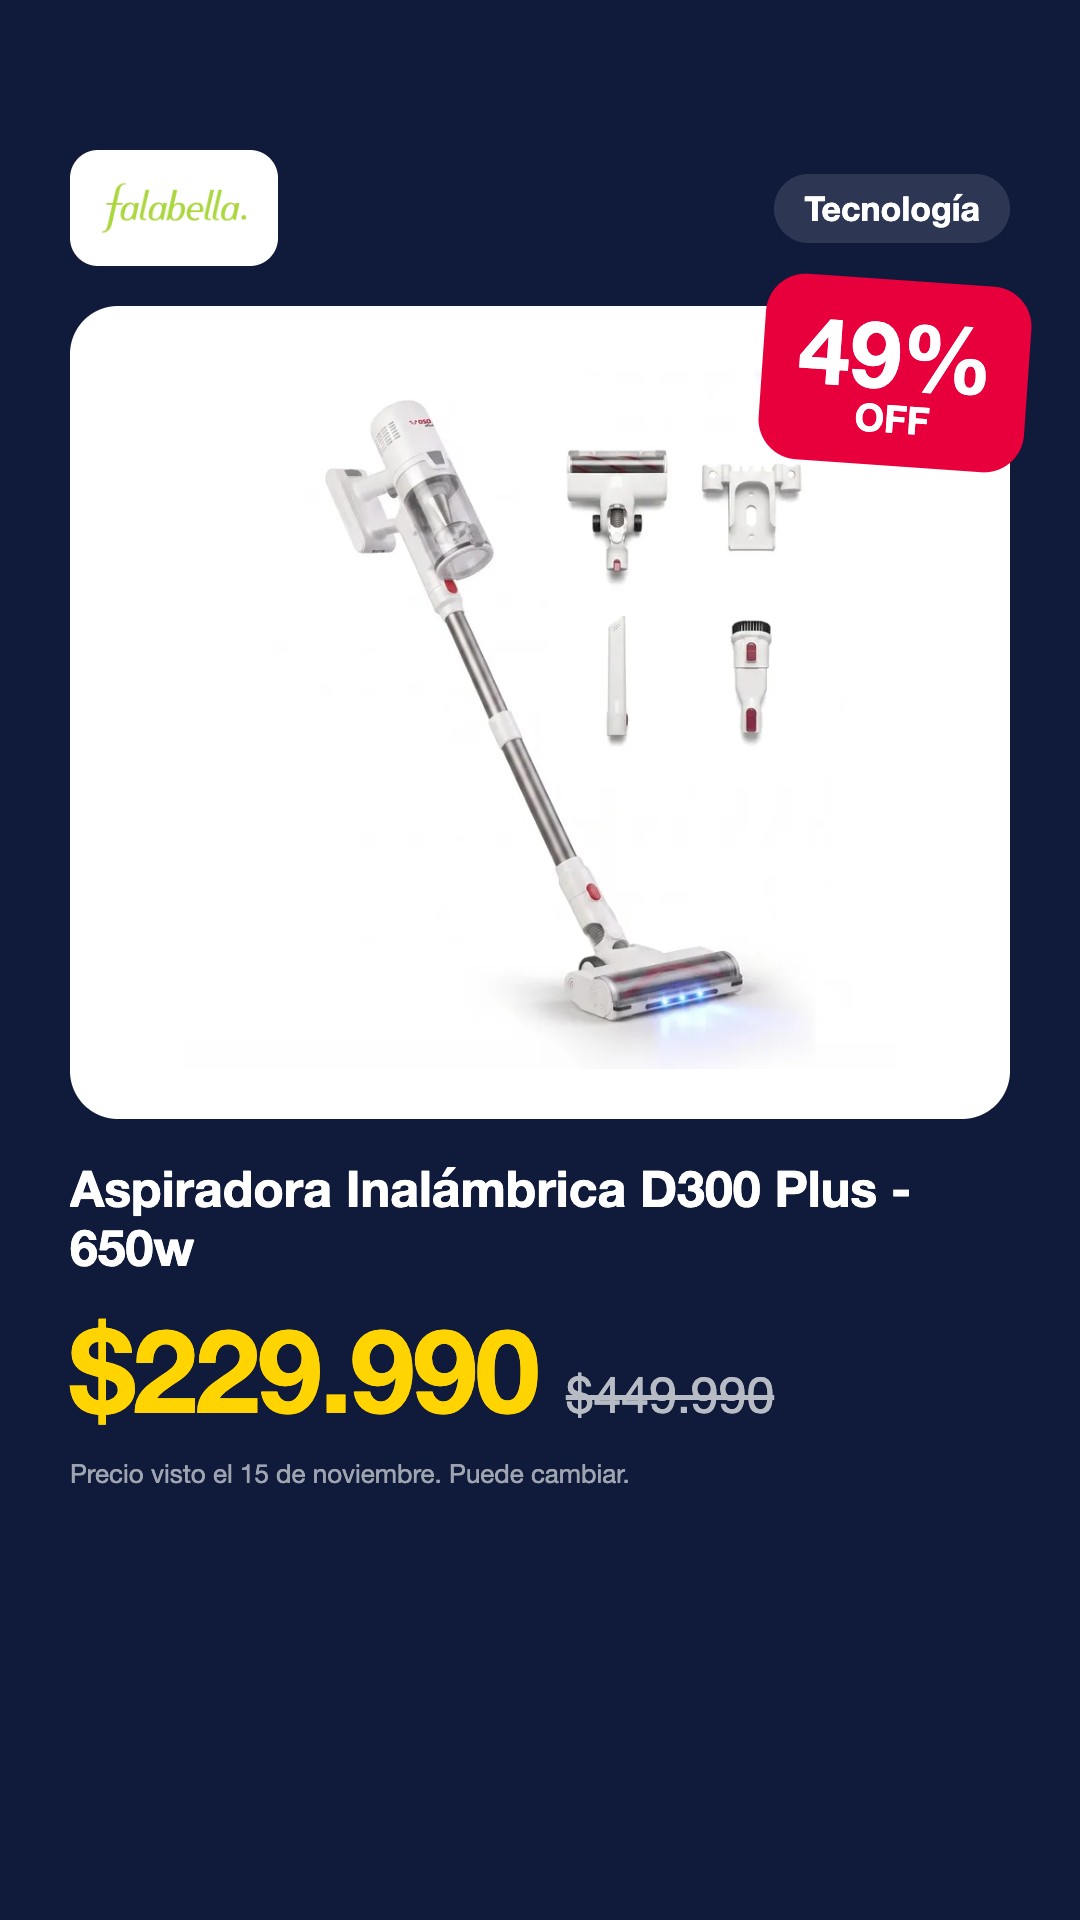 falabella.
Tecnología
49%
OFF
Aspiradora Inalámbrica D300 Plus -
650w
$229.990 $449.990
Precio visto el 15 de noviembre. Puede cambiar.